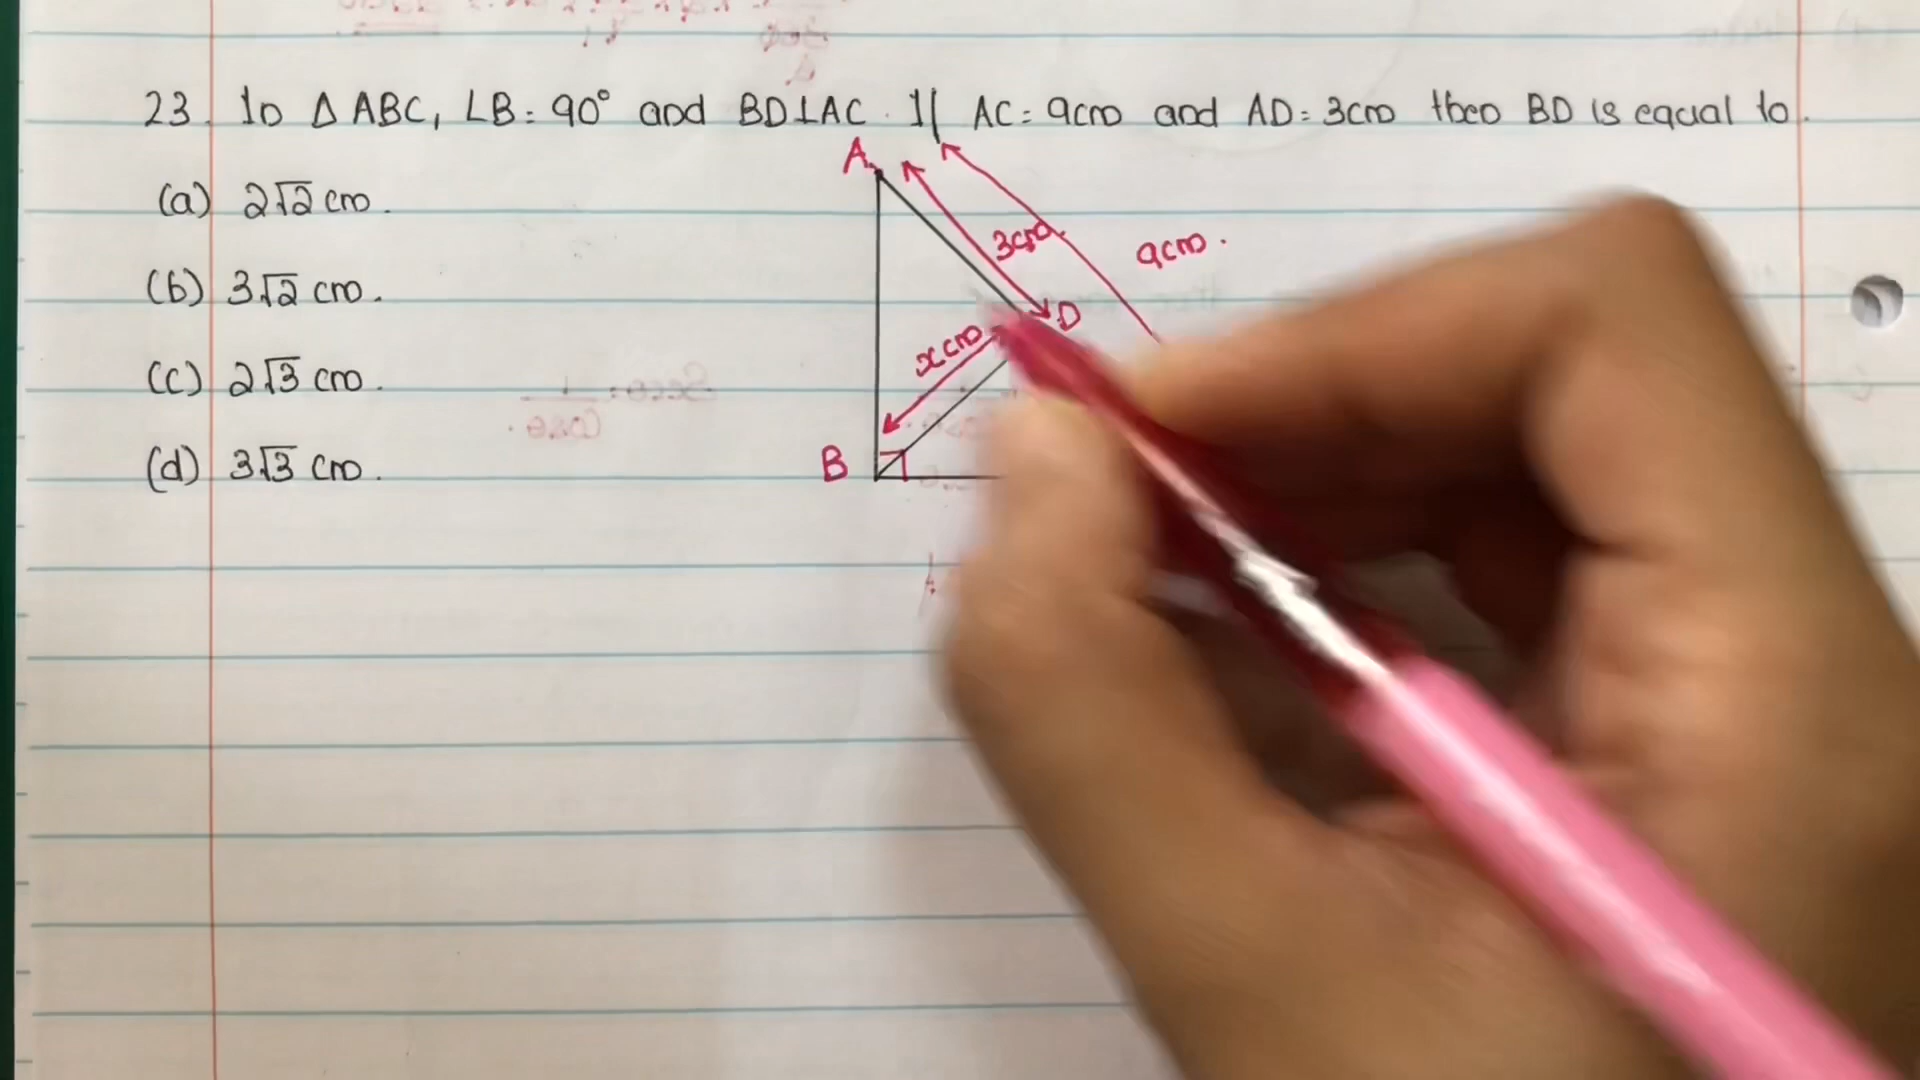 23. In Δ ABC, ∠B = 90° and BD⊥AC. If AC = 9cm and AD = 3cm then BD is equal to.
(a) 2√2 cm.
(b) 3√2 cm.
(c) 2√3 cm.
(d) 3√3 cm.
A
3cm
9cm.
D
x cm
B